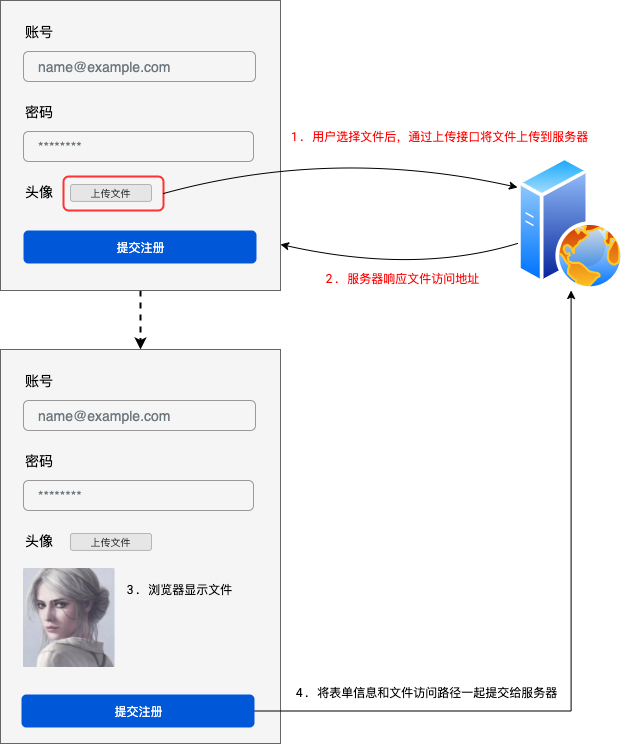 账号
name@example.com
密码
********
头像 上传文件
提交注册
1. 用户选择文件后，通过上传接口将文件上传到服务器
2. 服务器响应文件访问地址
账号
name@example.com
密码
********
头像 上传文件
3. 浏览器显示文件
提交注册
4. 将表单信息和文件访问路径一起提交给服务器